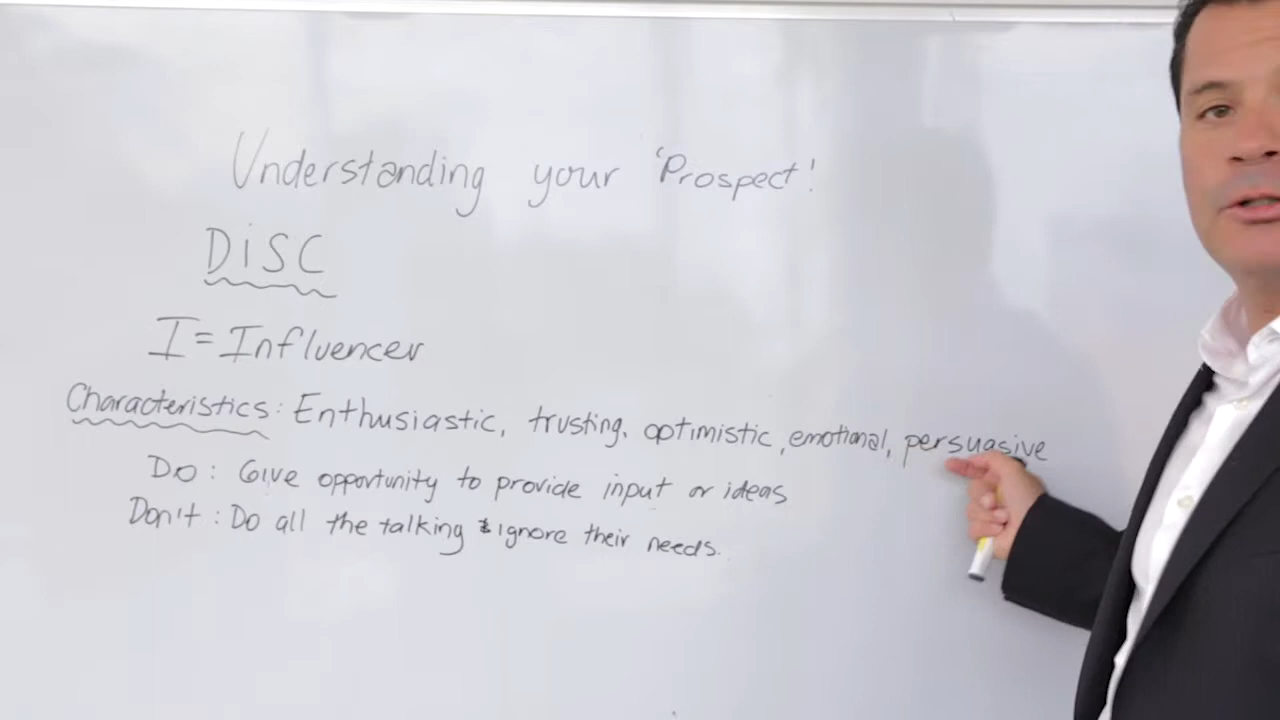 Understanding your 'Prospect'
DiSC
I = Influencer
Characteristics: Enthusiastic, trusting, optimistic, emotional, persuasive
Do: Give opportunity to provide input or ideas
Don't: Do all the talking & ignore their needs.